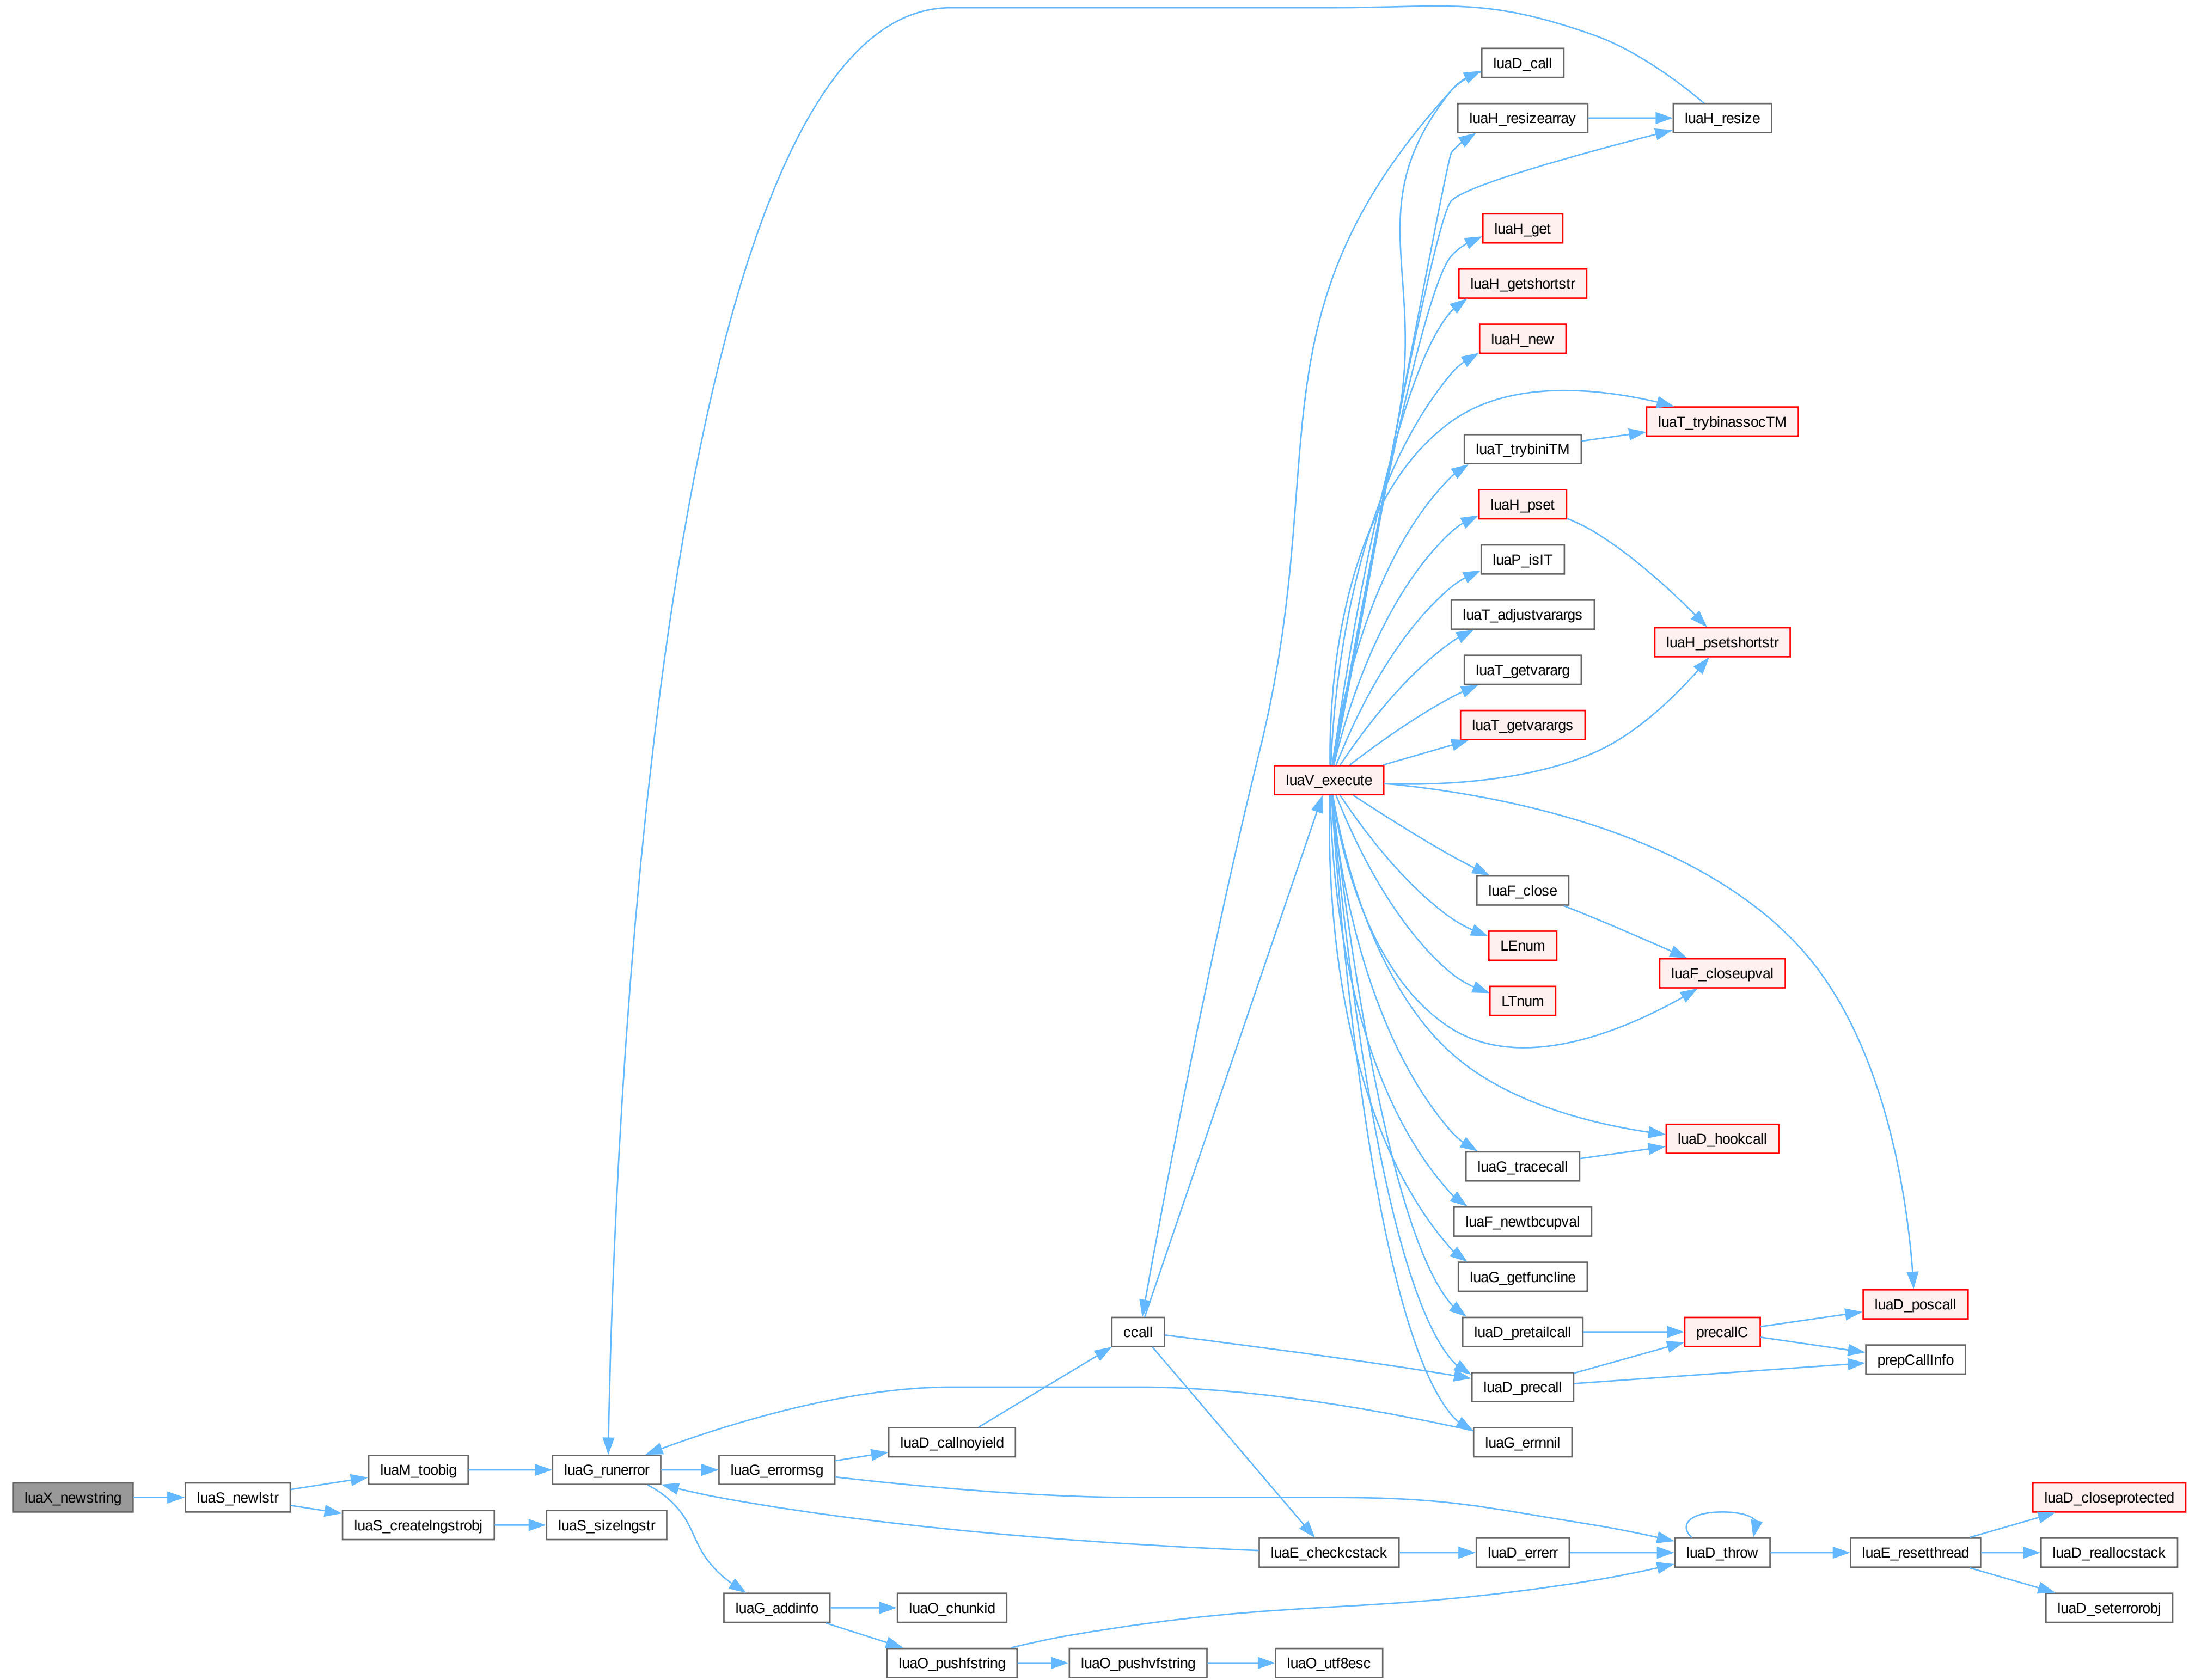 luaD_call
luaH_resizearray
luaH_resize
luaH_get
luaH_getshortstr
luaH_new
luaT_trybinassocTM
luaT_trybiniTM
luaH_pset
luaP_isIT
luaT_adjustvarargs
luaH_psetshortstr
luaT_getvararg
luaT_getvarargs
luaV_execute
luaF_close
LEnum
luaF_closeupval
LTnum
luaD_hookcall
luaG_tracecall
luaF_newtbcupval
luaG_getfuncline
luaD_poscall
ccall
luaD_pretailcall
precallC
prepCallInfo
luaD_precall
luaD_callnoyield
luaG_errnnil
luaM_toobig
luaG_runerror
luaG_errormsg
luaX_newstring
luaS_newlstr
luaD_closeprotected
luaS_createlngstrobj
luaS_sizelngstr
luaE_checkcstack
luaD_errerr
luaD_throw
luaE_resetthread
luaD_reallocstack
luaG_addinfo
luaO_chunkid
luaD_seterrorobj
luaO_pushfstring
luaO_pushvfstring
luaO_utf8esc